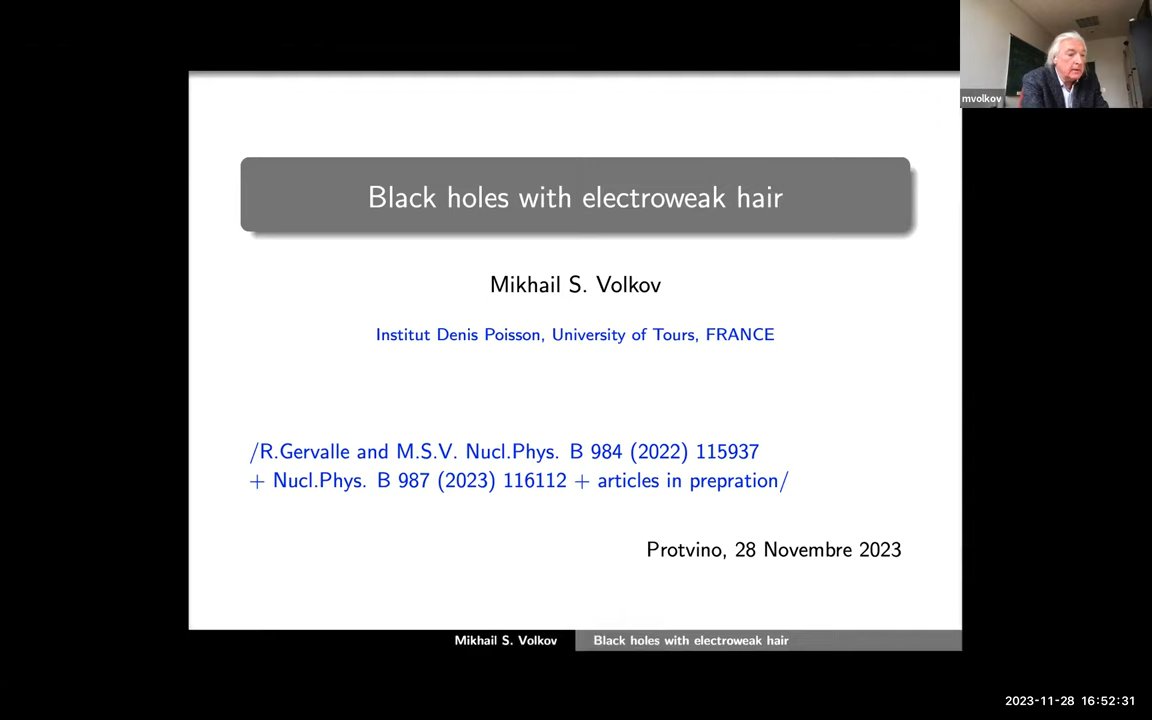 mvolkov
Black holes with electroweak hair
Mikhail S. Volkov
Institut Denis Poisson, University of Tours, FRANCE
/R.Gervalle and M.S.V. Nucl.Phys. B 984 (2022) 115937
+ Nucl.Phys. B 987 (2023) 116112 + articles in prepration/
Protvino, 28 Novembre 2023
Mikhail S. Volkov
Black holes with electroweak hair
2023-11-28 16:52:31